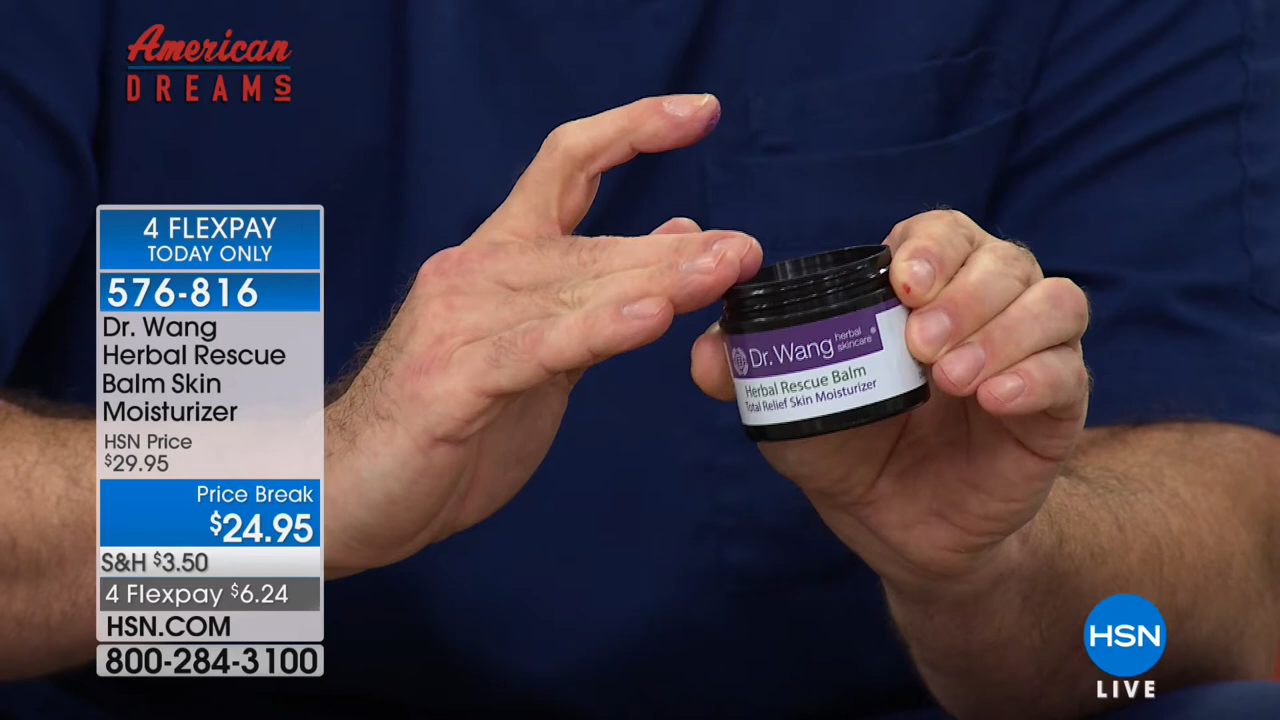 American
DREAMS
4 FLEXPAY
TODAY ONLY
576-816
Dr. Wang
Herbal Rescue
Balm Skin
Moisturizer
HSN Price
$29.95
Price Break
$24.95
S&H $3.50
4 Flexpay $6.24
HSN.COM
800-284-3100
Dr. Wang herbal
skincare®
Herbal Rescue Balm
Total Relief Skin Moisturizer
HSN
LIVE